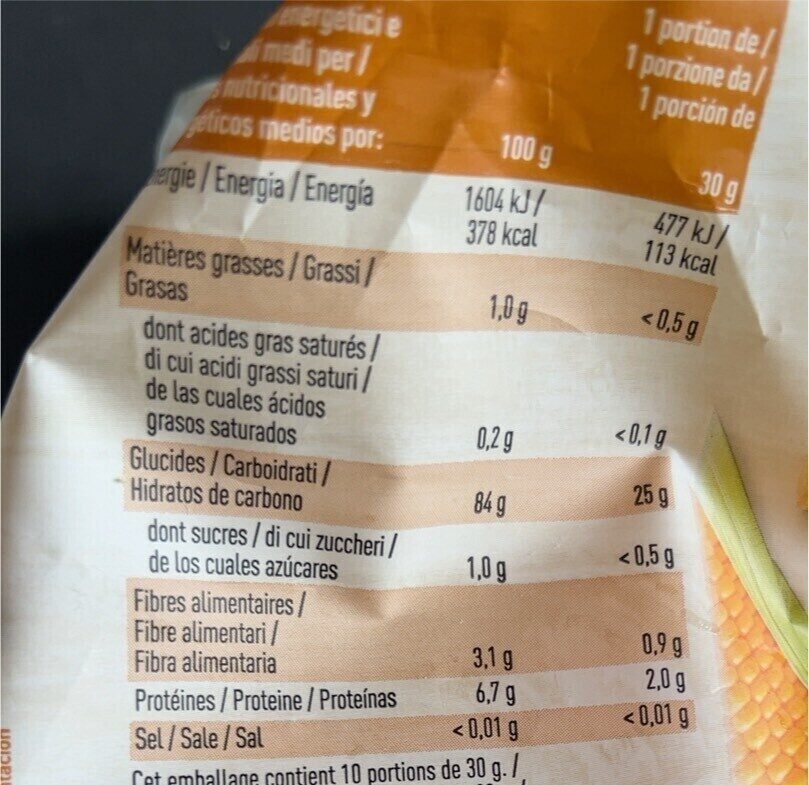 energetici e
medi per /
nutricionales y
medios por:
100 g
1 portion de /
1 porzione da /
1 porción de
30 g
/ Energia / Energía
1604 kJ /
378 kcal
477 kJ /
113 kcal
Matières grasses / Grassi /
Grasas
1,0 g
< 0,5 g
dont acides gras saturés /
di cui acidi grassi saturi /
de las cuales ácidos
grasos saturados
0,2 g
< 0,1 g
Glucides / Carboidrati /
Hidratos de carbono
84 g
25 g
dont sucres / di cui zuccheri /
de los cuales azúcares
1,0 g
< 0,5 g
Fibres alimentaires /
Fibre alimentari /
Fibra alimentaria
3,1 g
0,9 g
Protéines / Proteine / Proteínas
6,7 g
2,0 g
Sel / Sale / Sal
< 0,01 g
< 0,01 g
Cet emballage contient 10 portions de 30 g. /